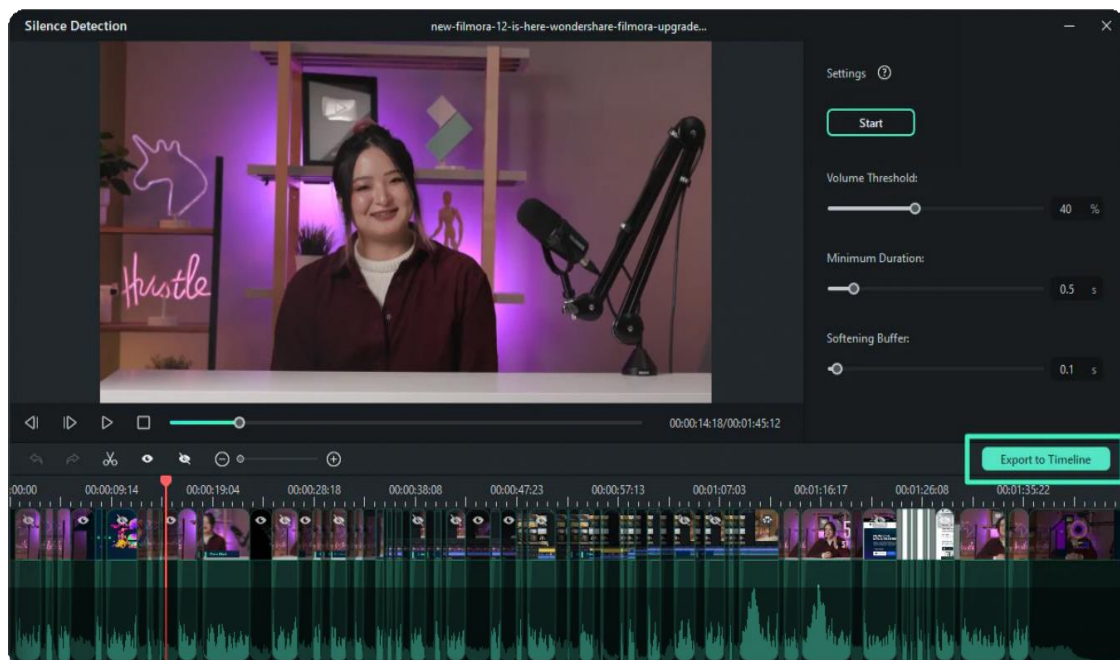 Silence Detection
new-filmora-12-is-here-wondershare-filmora-upgrade...
Settings
?
Start
Volume Threshold:
40 %
Minimum Duration:
0.5 s
Softening Buffer:
0.1 s
Hustle
00:00:14:18/00:01:45:12
Export to Timeline
:00:00 00:00:09:14 00:00:19:04 00:00:28:18 00:00:38:08 00:00:47:23 00:00:57:13 00:01:07:03 00:01:16:17 00:01:26:08 00:01:35:22
5